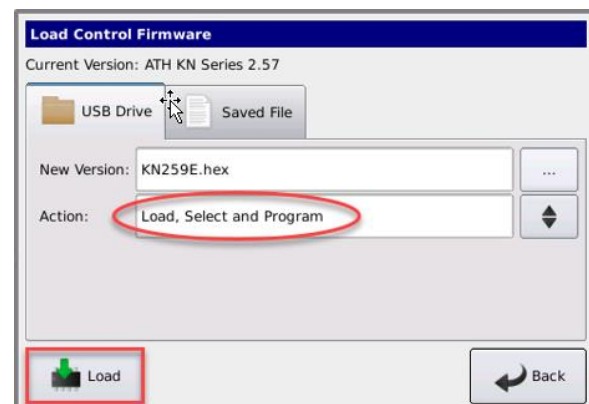 Load Control Firmware
Current Version: ATH KN Series 2.57
USB Drive
Saved File
New Version: KN259E.hex ...
Action: Load, Select and Program
Load
Back